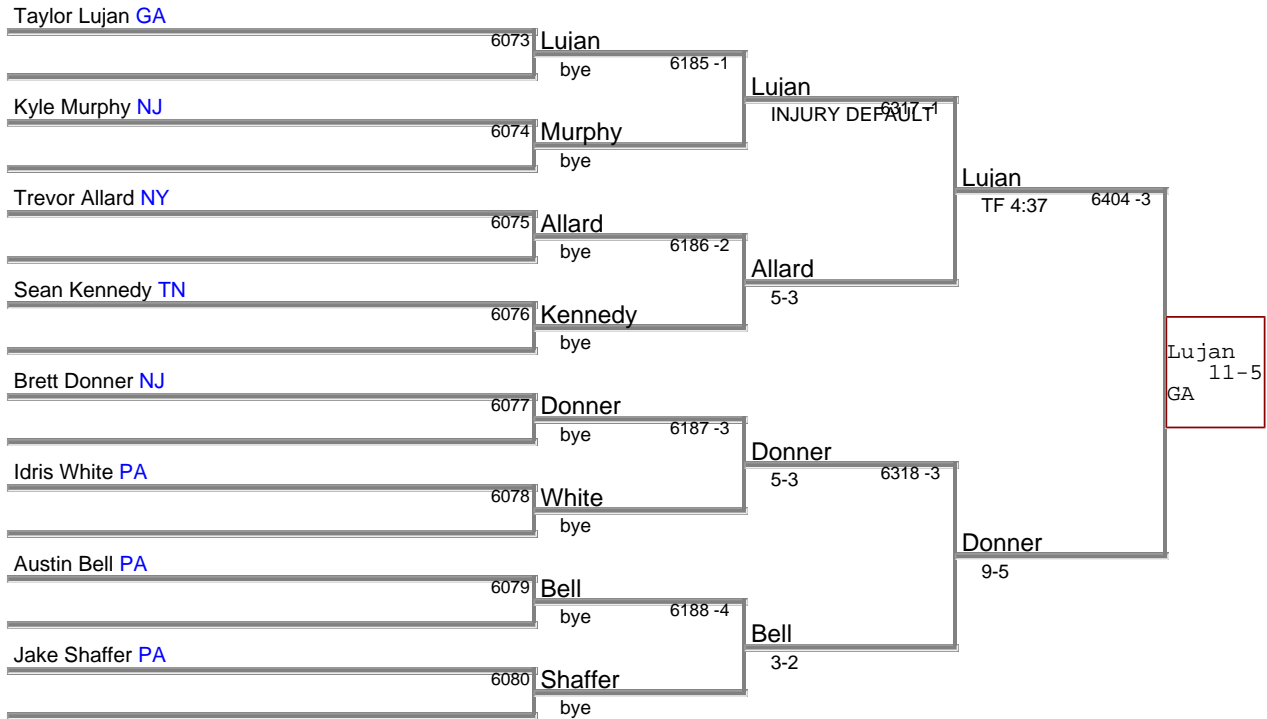 Taylor Lujan GA
6073 Lujan
bye 6185 -1
Lujan
INJURY DEFAULT 6317 -1
Kyle Murphy NJ
6074 Murphy
bye
Lujan
TF 4:37 6404 -3
Trevor Allard NY
6075 Allard
bye 6186 -2
Allard
5-3
Sean Kennedy TN
6076 Kennedy
bye
Lujan
11-5
GA
Brett Donner NJ
6077 Donner
bye 6187 -3
Donner
5-3 6318 -3
Idris White PA
6078 White
bye
Donner
9-5
Austin Bell PA
6079 Bell
bye 6188 -4
Bell
3-2
Jake Shaffer PA
6080 Shaffer
bye